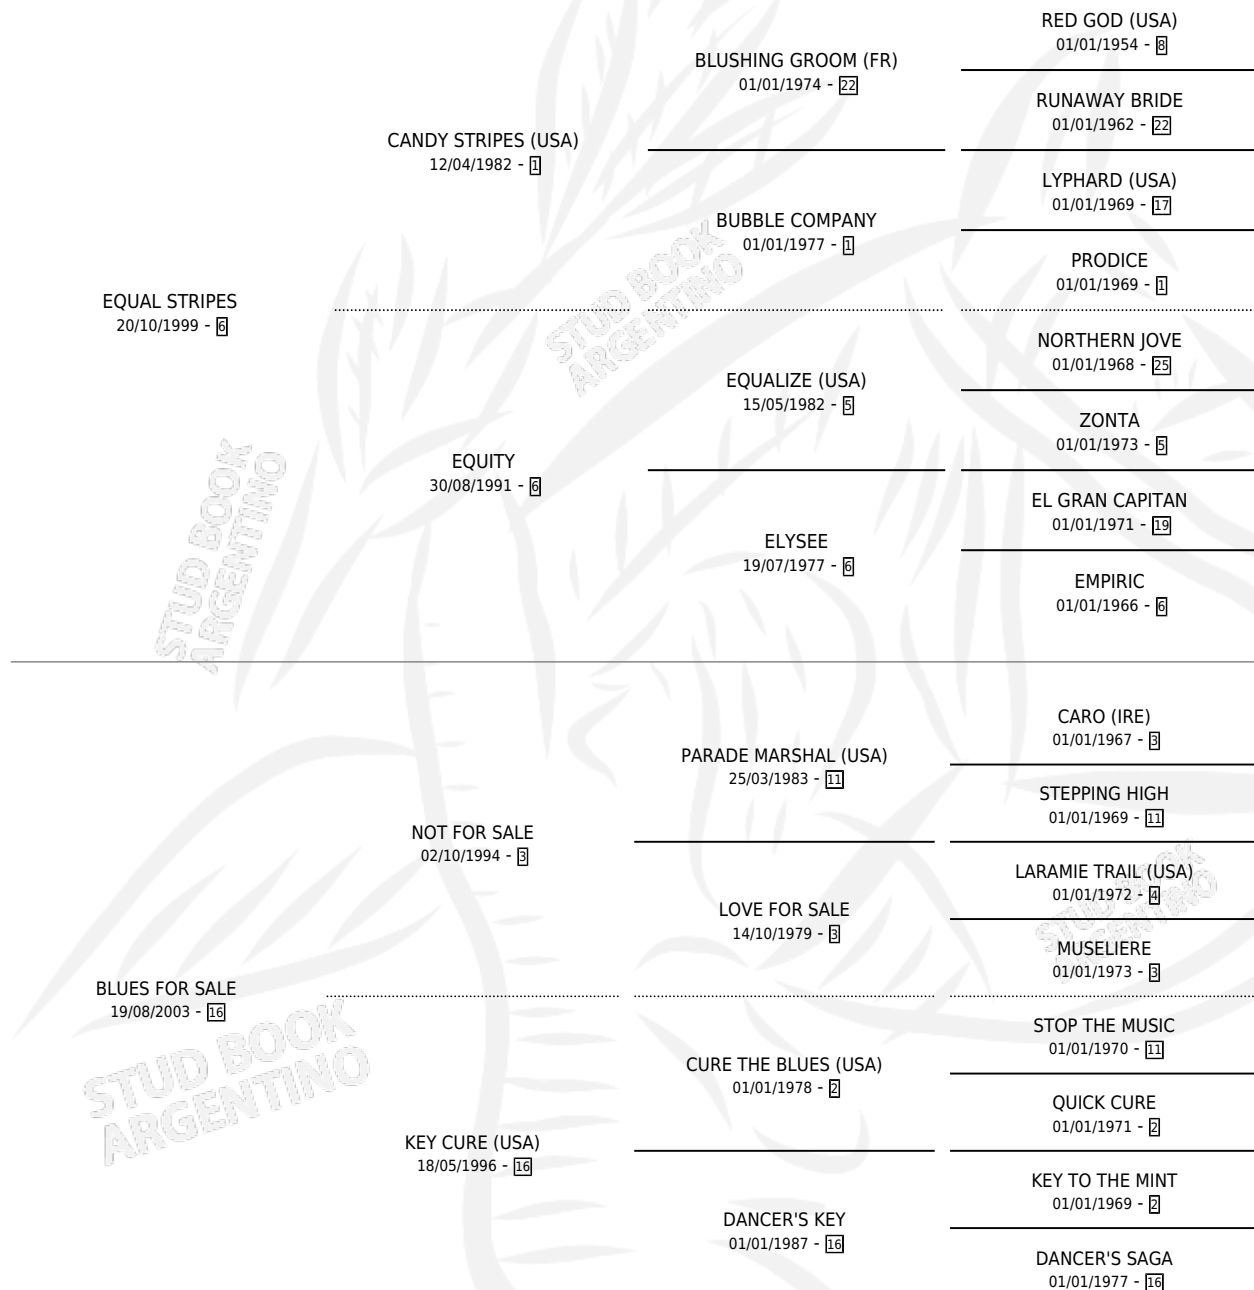 RED GOD (USA)
01/01/1954 - 8
BLUSHING GROOM (FR)
01/01/1974 - 22
RUNAWAY BRIDE
01/01/1962 - 22
CANDY STRIPES (USA)
12/04/1982 - 1
LYPHARD (USA)
01/01/1969 - 17
BUBBLE COMPANY
01/01/1977 - 1
PRODICE
01/01/1969 - 1
EQUAL STRIPES
20/10/1999 - 6
STUD BOOK
ARGENTINO
NORTHERN JOVE
01/01/1968 - 25
EQUALIZE (USA)
15/05/1982 - 5
ZONTA
01/01/1973 - 5
EQUITY
30/08/1991 - 6
EL GRAN CAPITAN
01/01/1971 - 19
ELYSEE
19/07/1977 - 6
EMPIRIC
01/01/1966 - 6
STUD BOOK
ARGENTINO
CARO (IRE)
01/01/1967 - 3
PARADE MARSHAL (USA)
25/03/1983 - 11
STEPPING HIGH
01/01/1969 - 11
NOT FOR SALE
02/10/1994 - 3
LARAMIE TRAIL (USA)
01/01/1972 - 4
STUD BOOK
ARGENTINO
LOVE FOR SALE
14/10/1979 - 3
MUSELIERE
01/01/1973 - 3
BLUES FOR SALE
19/08/2003 - 16
STUD BOOK
ARGENTINO
STOP THE MUSIC
01/01/1970 - 11
CURE THE BLUES (USA)
01/01/1978 - 2
QUICK CURE
01/01/1971 - 2
KEY CURE (USA)
18/05/1996 - 16
KEY TO THE MINT
01/01/1969 - 2
DANCER'S KEY
01/01/1987 - 16
DANCER'S SAGA
01/01/1977 - 16